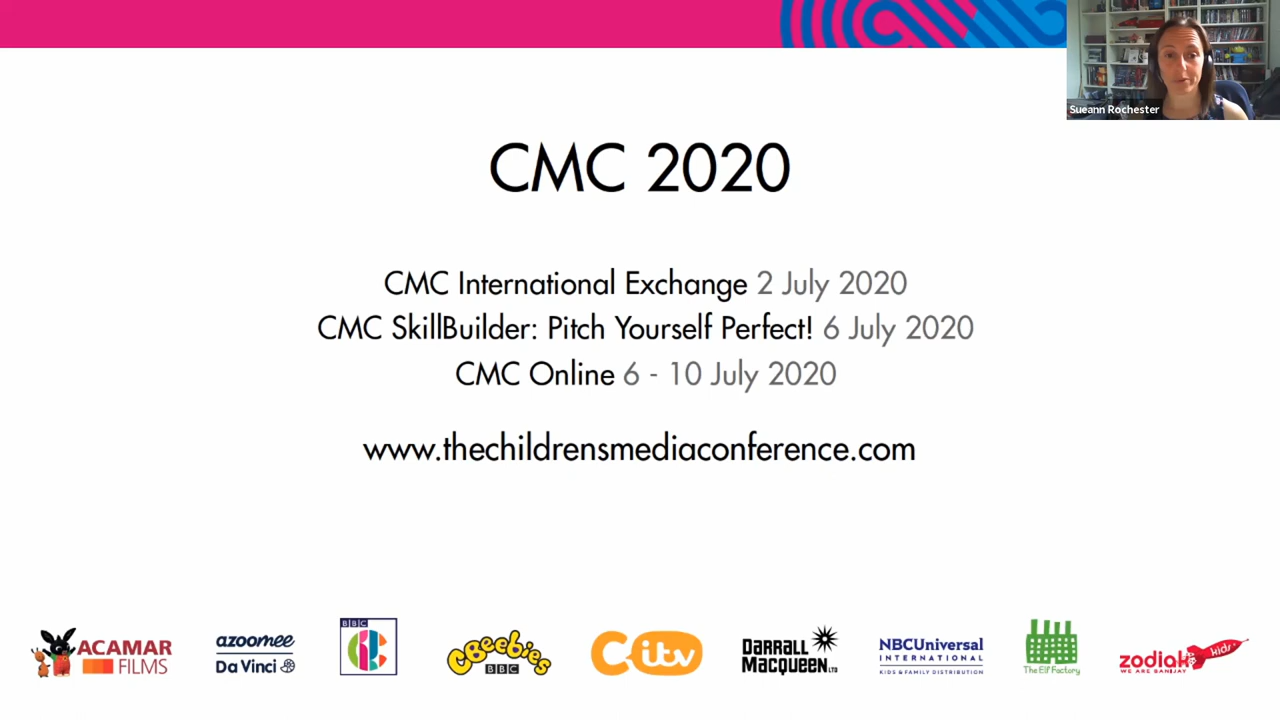 Sueann Rochester
CMC 2020
CMC International Exchange 2 July 2020
CMC SkillBuilder: Pitch Yourself Perfect! 6 July 2020
CMC Online 6 - 10 July 2020
www.thechildrensmediaconference.com
ACAMAR
FILMS
azoomee
Da Vinci
BBC
CBeebies
BBC
Citv
DARRALL
MACQUEEN LTD
NBCUniversal
INTERNATIONAL
KIDS & FAMILY DISTRIBUTION
The Elf Factory
zodiak kids
WE ARE BANIJAY